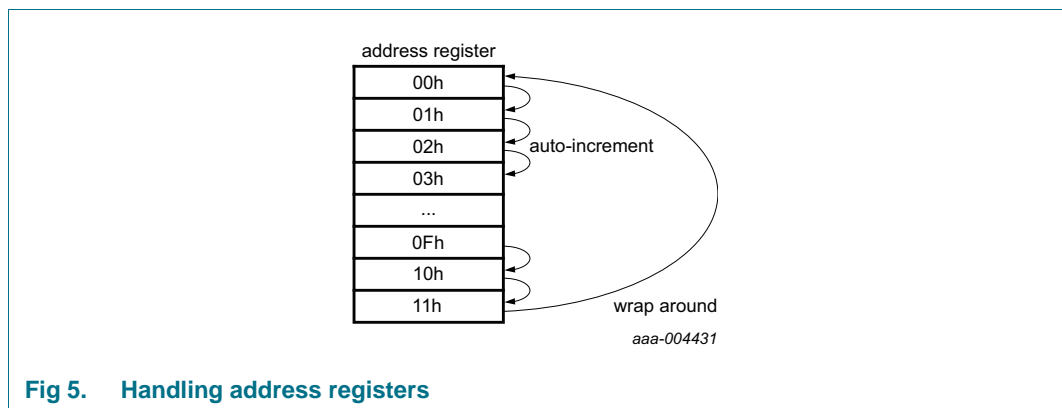 address register
00h
01h
02h
auto-increment
03h
...
0Fh
10h
11h
wrap around
aaa-004431
Fig 5. Handling address registers